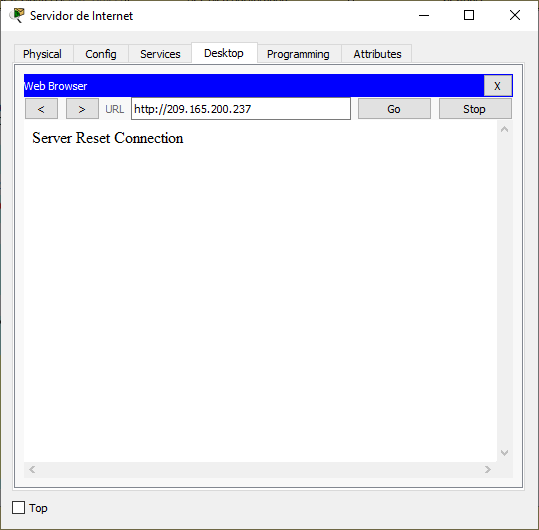 Servidor de Internet
Physical Config Services Desktop Programming Attributes
Web Browser X
< > URL http://209.165.200.237 Go Stop
Server Reset Connection
Top